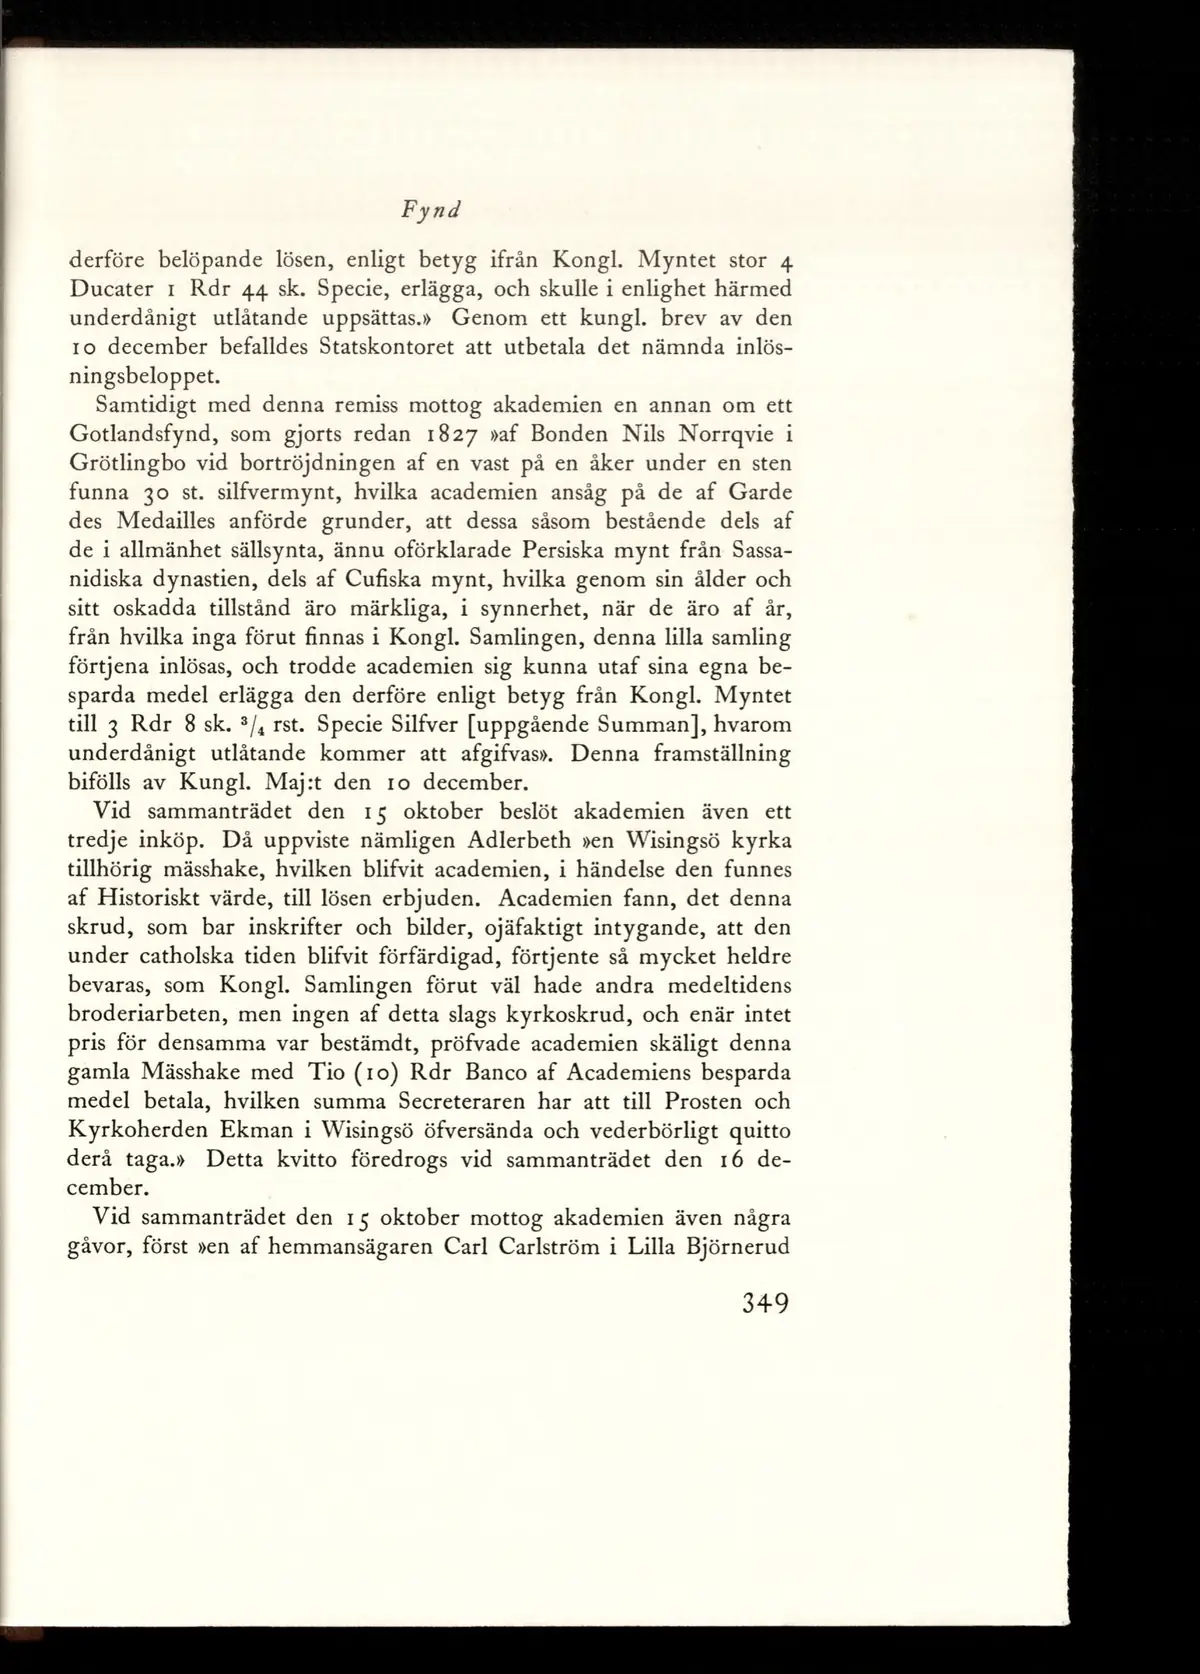 Fynd
derföre belöpande lösen, enligt betyg ifrån Kongl. Myntet stor 4
Ducater 1 Rdr 44 sk. Specie, erlägga, och skulle i enlighet härmed
underdånigt utlåtande uppsättas.» Genom ett kungl. brev av den
10 december befalldes Statskontoret att utbetala det nämnda inlös-
ningsbeloppet.
Samtidigt med denna remiss mottog akademien en annan om ett
Gotlandsfynd, som gjorts redan 1827 »af Bonden Nils Norrqvie i
Grötlingbo vid bortröjdningen af en vast på en åker under en sten
funna 30 st. silfvermynt, hvilka academien ansåg på de af Garde
des Medailles anförde grunder, att dessa såsom bestående dels af
de i allmänhet sällsynta, ännu oförklarade Persiska mynt från Sassa-
nidiska dynastien, dels af Cufiska mynt, hvilka genom sin ålder och
sitt oskadda tillstånd äro märkliga, i synnerhet, när de äro af år,
från hvilka inga förut finnas i Kongl. Samlingen, denna lilla samling
förtjena inlösas, och trodde academien sig kunna utaf sina egna be-
sparda medel erlägga den derföre enligt betyg från Kongl. Myntet
till 3 Rdr 8 sk. ³/₄ rst. Specie Silfver [uppgående Summan], hvarom
underdånigt utlåtande kommer att afgifvas». Denna framställning
bifölls av Kungl. Maj:t den 10 december.
Vid sammanträdet den 15 oktober beslöt akademien även ett
tredje inköp. Då uppviste nämligen Adlerbeth »en Wisingsö kyrka
tillhörig mässhake, hvilken blifvit academien, i händelse den funnes
af Historiskt värde, till lösen erbjuden. Academien fann, det denna
skrud, som bar inskrifter och bilder, ojäfaktigt intygande, att den
under catholska tiden blifvit förfärdigad, förtjente så mycket heldre
bevaras, som Kongl. Samlingen förut väl hade andra medeltidens
broderiarbeten, men ingen af detta slags kyrkoskrud, och enär intet
pris för densamma var bestämdt, pröfvade academien skäligt denna
gamla Mässhake med Tio (10) Rdr Banco af Academiens besparda
medel betala, hvilken summa Secreteraren har att till Prosten och
Kyrkoherden Ekman i Wisingsö öfversända och vederbörligt quitto
derå taga.» Detta kvitto föredrogs vid sammanträdet den 16 de-
cember.
Vid sammanträdet den 15 oktober mottog akademien även några
gåvor, först »en af hemmansägaren Carl Carlström i Lilla Björnerud
349